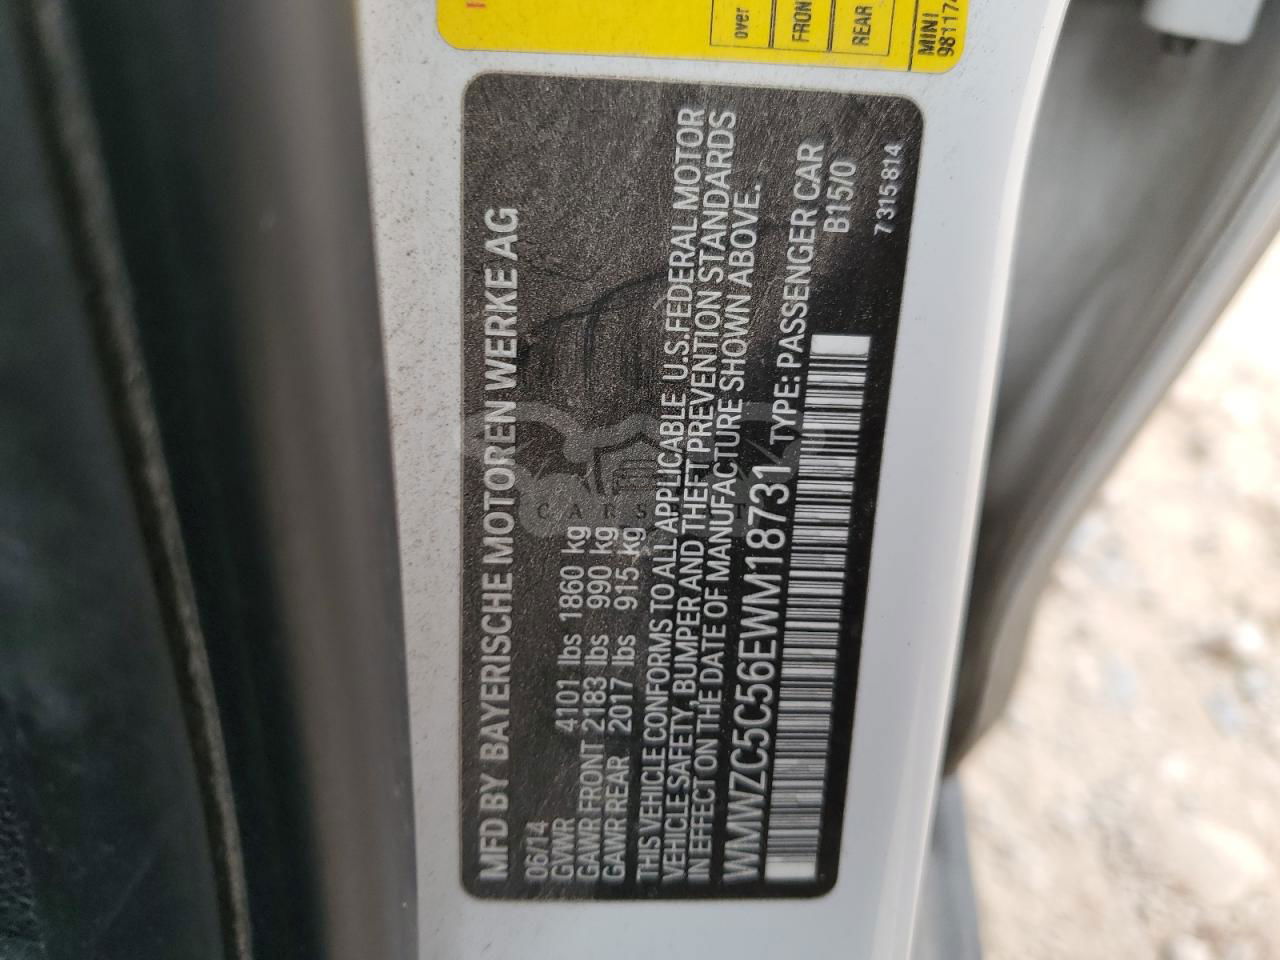 over
FRON
REAR
MINI
98117
MFD BY BAYERISCHE MOTOREN WERKE AG
06/14
GVWR 4101 lbs 1860 kg
GAWR FRONT 2183 lbs 990 kg
GAWR REAR 2017 lbs 915 kg
THIS VEHICLE CONFORMS TO ALL APPLICABLE U.S.FEDERAL MOTOR
VEHICLE SAFETY, BUMPER AND THEFT PREVENTION STANDARDS
IN EFFECT ON THE DATE OF MANUFACTURE SHOWN ABOVE.
WMWZC5C56EWM18731 TYPE: PASSENGER CAR
B15/0
7 315 814